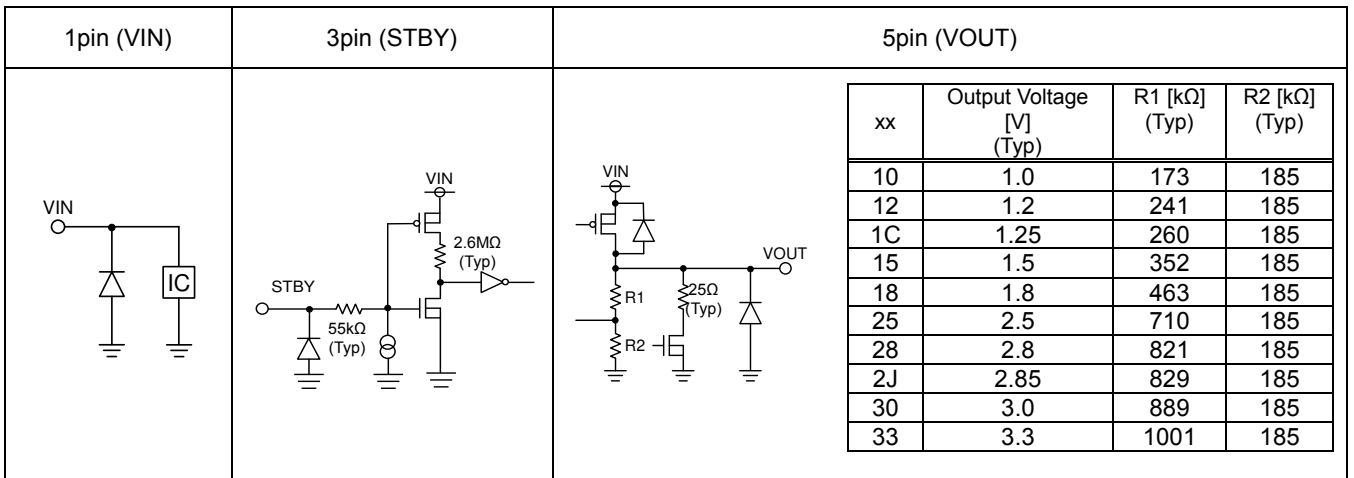 1pin (VIN)
3pin (STBY)
5pin (VOUT)
VIN
IC
VIN
2.6MΩ
(Typ)
STBY
55kΩ
(Typ)
VIN
VOUT
R1
25Ω
(Typ)
R2
xx
Output Voltage
[V]
(Typ)
R1 [kΩ]
(Typ)
R2 [kΩ]
(Typ)
10 1.0 173 185
12 1.2 241 185
1C 1.25 260 185
15 1.5 352 185
18 1.8 463 185
25 2.5 710 185
28 2.8 821 185
2J 2.85 829 185
30 3.0 889 185
33 3.3 1001 185